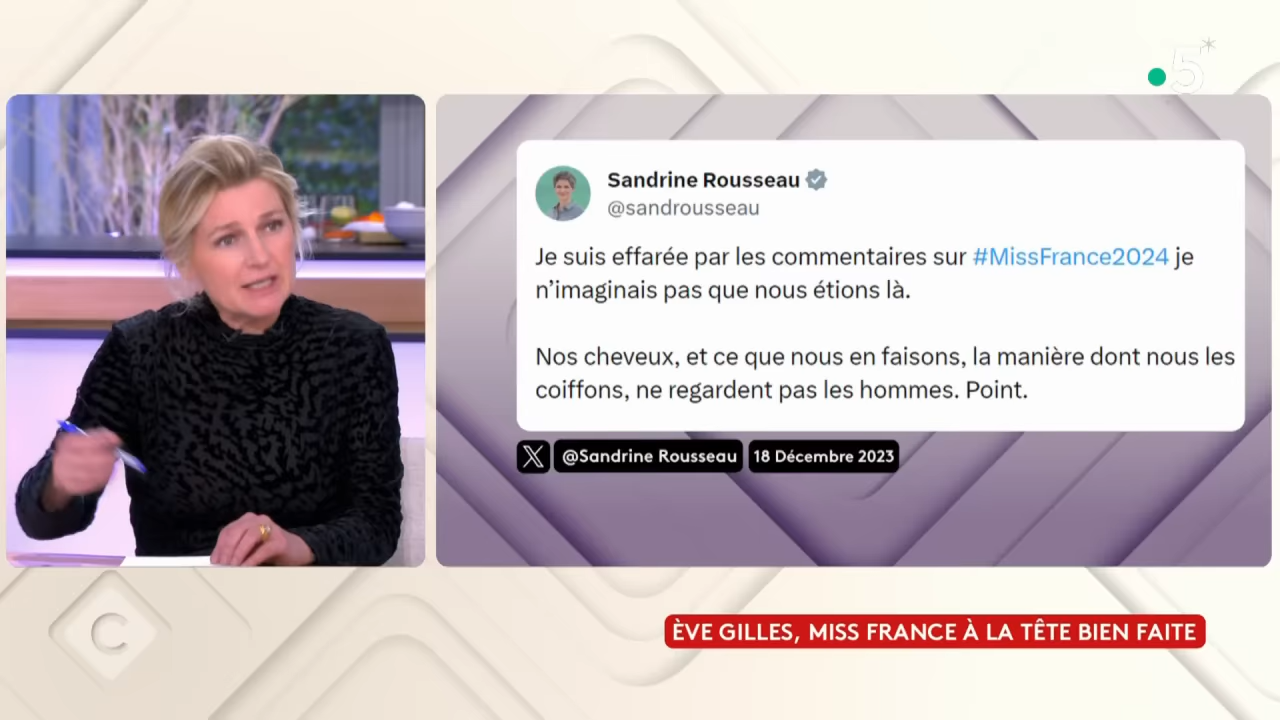 5*
Sandrine Rousseau
@sandrousseau
Je suis effarée par les commentaires sur #MissFrance2024 je
n’imaginais pas que nous étions là.
Nos cheveux, et ce que nous en faisons, la manière dont nous les
coiffons, ne regardent pas les hommes. Point.
X @Sandrine Rousseau 18 Décembre 2023
C
ÈVE GILLES, MISS FRANCE À LA TÊTE BIEN FAITE